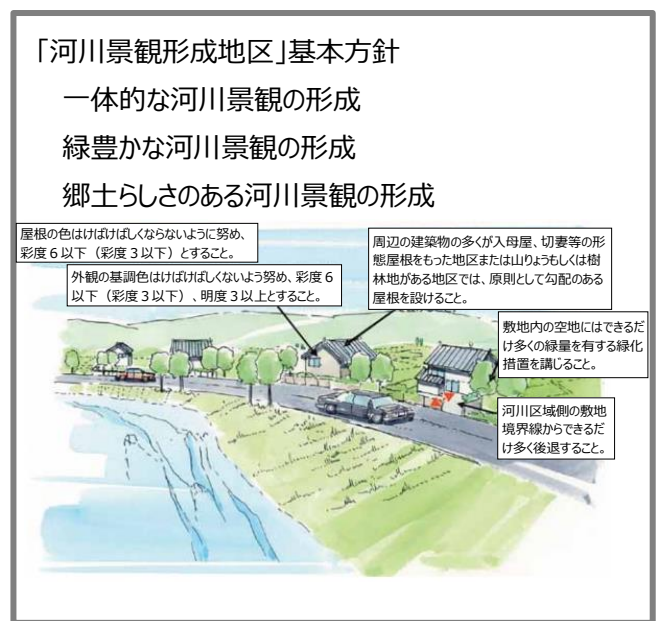 「河川景観形成地区」基本方針
一体的な河川景観の形成
緑豊かな河川景観の形成
郷土らしさのある河川景観の形成
屋根の色はけばけばしくならないように努め、
彩度６以下（彩度３以下）とすること。
外観の基調色はけばけばしくないよう努め、彩度６
以下（彩度３以下）、明度３以上とすること。
周辺の建築物の多くが入母屋、切妻等の形
態屋根をもった地区または山りょうもしくは樹
林地がある地区では、原則として勾配のある
屋根を設けること。
敷地内の空地にはできるだ
け多くの緑量を有する緑化
措置を講じること。
河川区域側の敷地
境界線からできるだ
け多く後退すること。